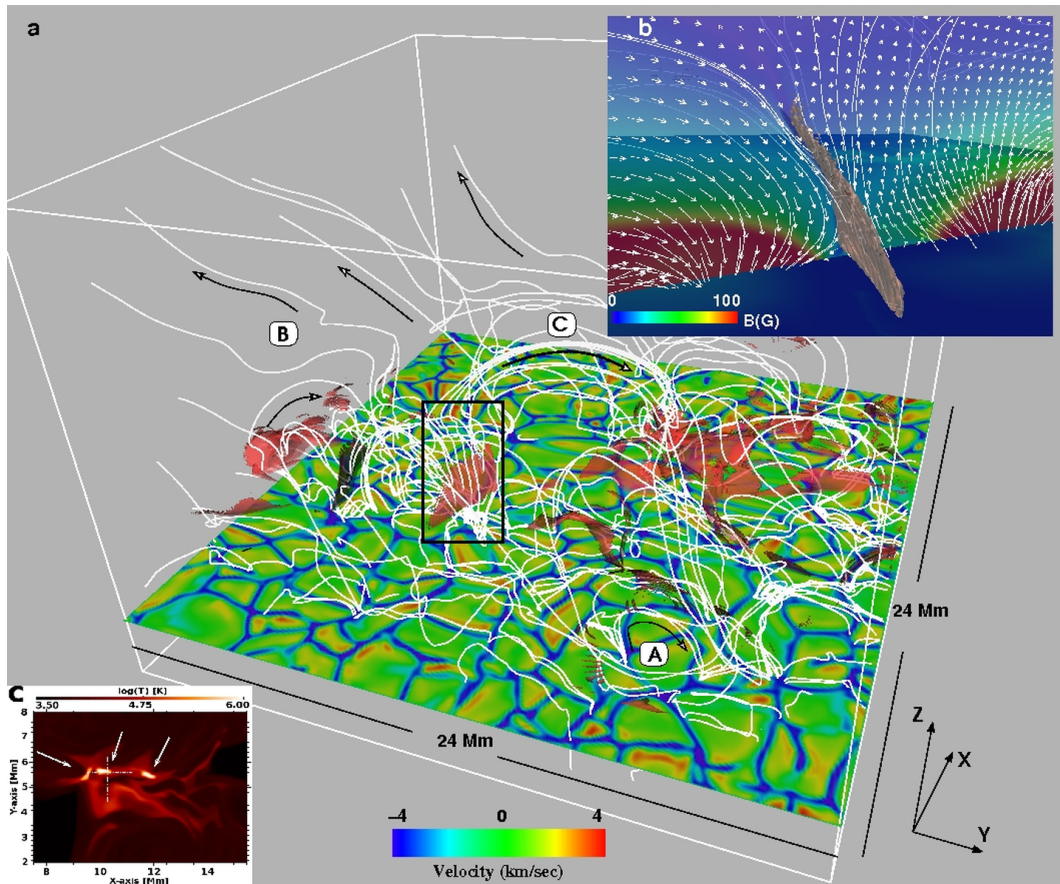 a
b
0 100
B(G)
B
C
A
24 Mm
24 Mm
Z
X
Y
−4 0 4
Velocity (km/sec)
c
log(T) [K]
3.50 4.75 6.00
8
7
6
5
4
3
2
Y-axis [Mm]
8 10 12 14
X-axis [Mm]